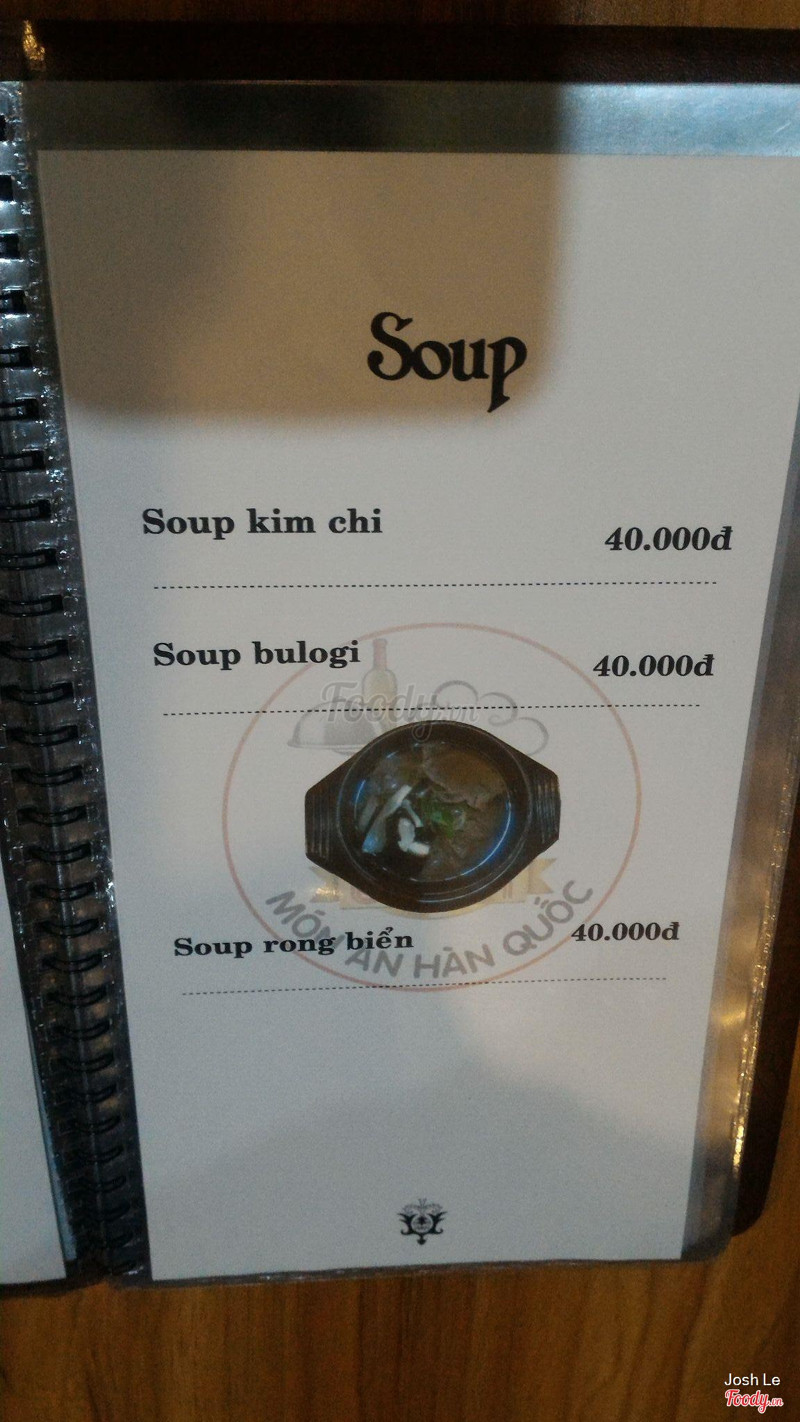 Soup
Soup kim chi 40.000đ
Soup bulogi 40.000đ
Foody.vn
MÓN ĂN HÀN QUỐC
Soup rong biển 40.000đ
Josh Le
Foody.vn